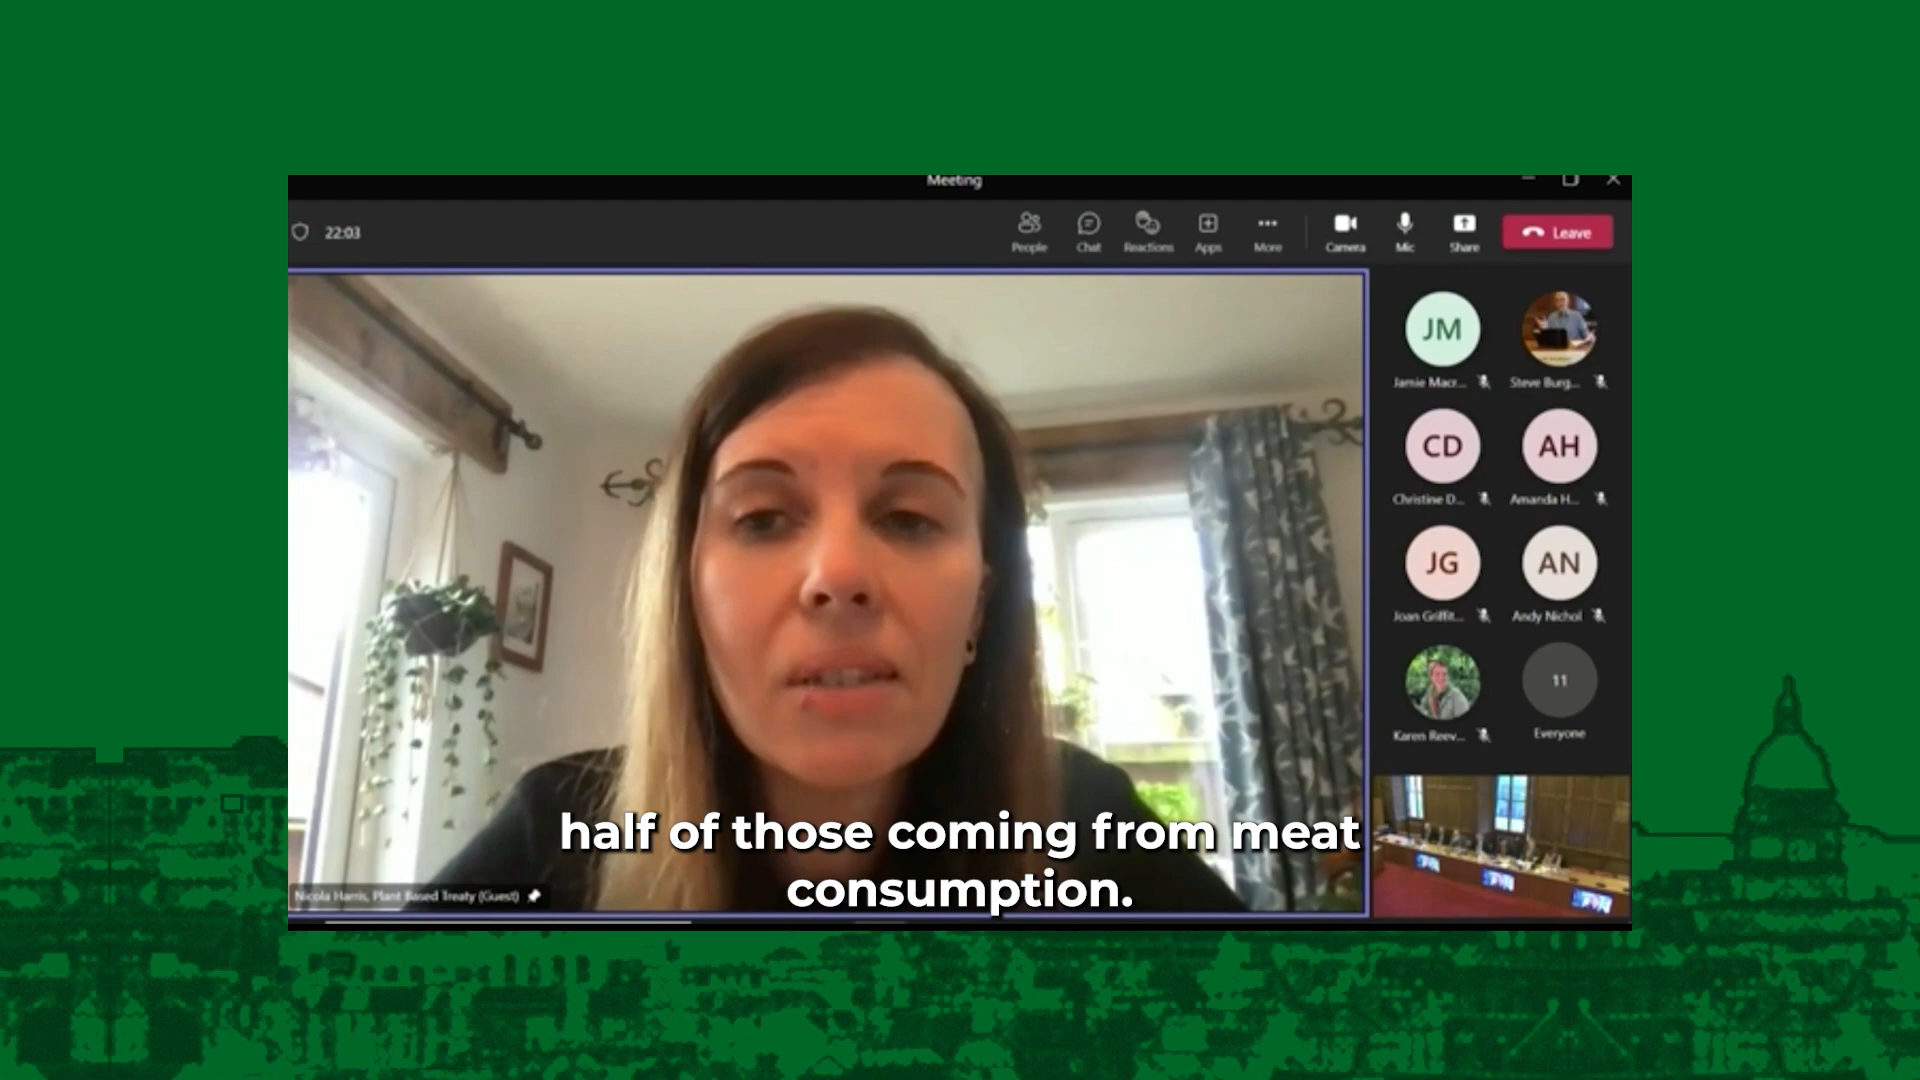 Meeting
22:03
People
Chat
Reactions
Apps
More
Camera
Mic
Share
Leave
JM
Jamie Macr...
Steve Burg...
CD
Christine D...
AH
Amanda H...
JG
Joan Griffit...
AN
Andy Nichol
Karen Reev...
11
Everyone
half of those coming from meat
consumption.
Nicola Harris, Plant Based Treaty (Guest)